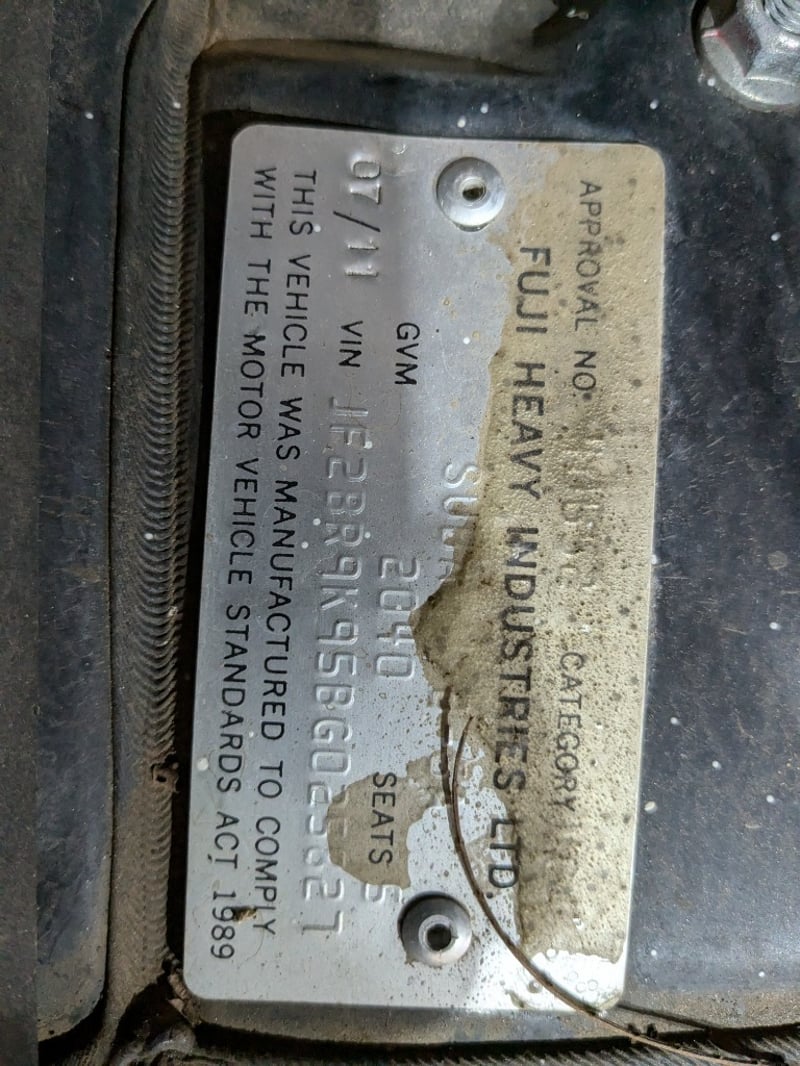 APPROVAL NO. CATEGORY
FUJI HEAVY INDUSTRIES LTD
GVM 2040 SEATS 5
07/11 VIN
THIS VEHICLE WAS MANUFACTURED TO COMPLY
WITH THE MOTOR VEHICLE STANDARDS ACT 1989